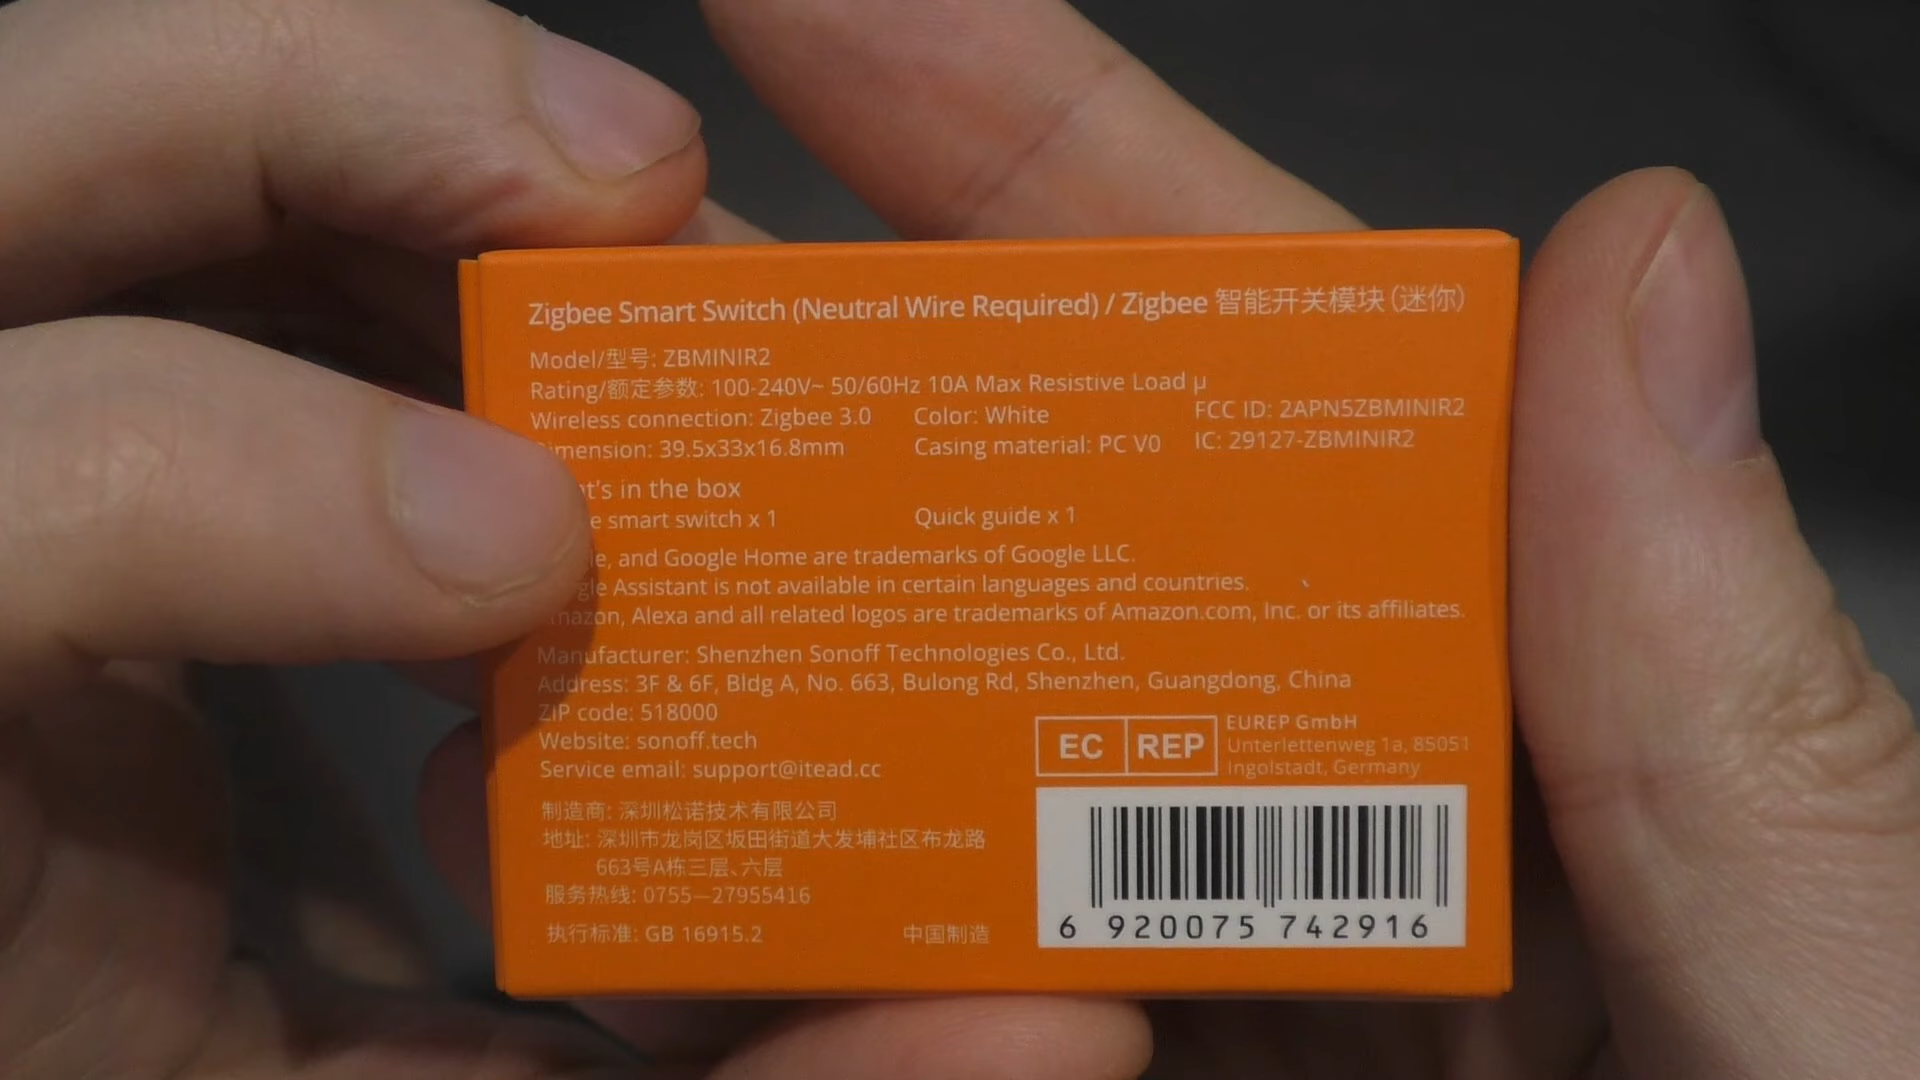 Zigbee Smart Switch (Neutral Wire Required) / Zigbee 智能开关模块(迷你)
Model/型号: ZBMINIR2
Rating/额定参数: 100-240V~ 50/60Hz 10A Max Resistive Load μ
Wireless connection: Zigbee 3.0 Color: White FCC ID: 2APN5ZBMINIR2
Dimension: 39.5x33x16.8mm Casing material: PC V0 IC: 29127-ZBMINIR2
in the box
smart switch x 1 Quick guide x 1
and Google Home are trademarks of Google LLC.
Assistant is not available in certain languages and countries.
Amazon, Alexa and all related logos are trademarks of Amazon.com, Inc. or its affiliates.
Manufacturer: Shenzhen Sonoff Technologies Co., Ltd.
Address: 3F & 6F, Bldg A, No. 663, Bulong Rd, Shenzhen, Guangdong, China
ZIP code: 518000
Website: sonoff.tech
Service email: support@itead.cc
EC REP
EUREP GmbH
Unterlettenweg 1a, 85051
Ingolstadt, Germany
制造商: 深圳松诺技术有限公司
地址: 深圳市龙岗区坂田街道大发埔社区布龙路
663号A栋三层、六层
服务热线: 0755—27955416
执行标准: GB 16915.2 中国制造
6 920075 742916